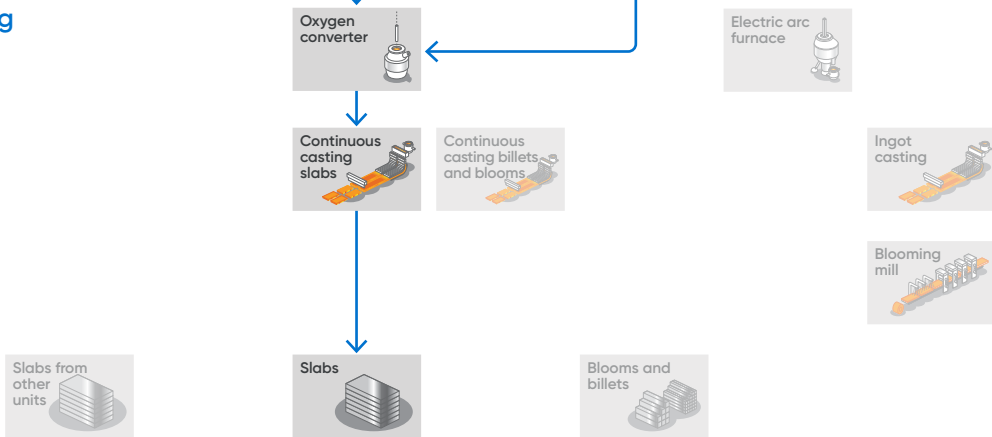 g
Oxygen
converter
Electric arc
furnace
Continuous
casting
slabs
Continuous
casting billets
and blooms
Ingot
casting
Blooming
mill
Slabs from
other
units
Slabs
Blooms and
billets